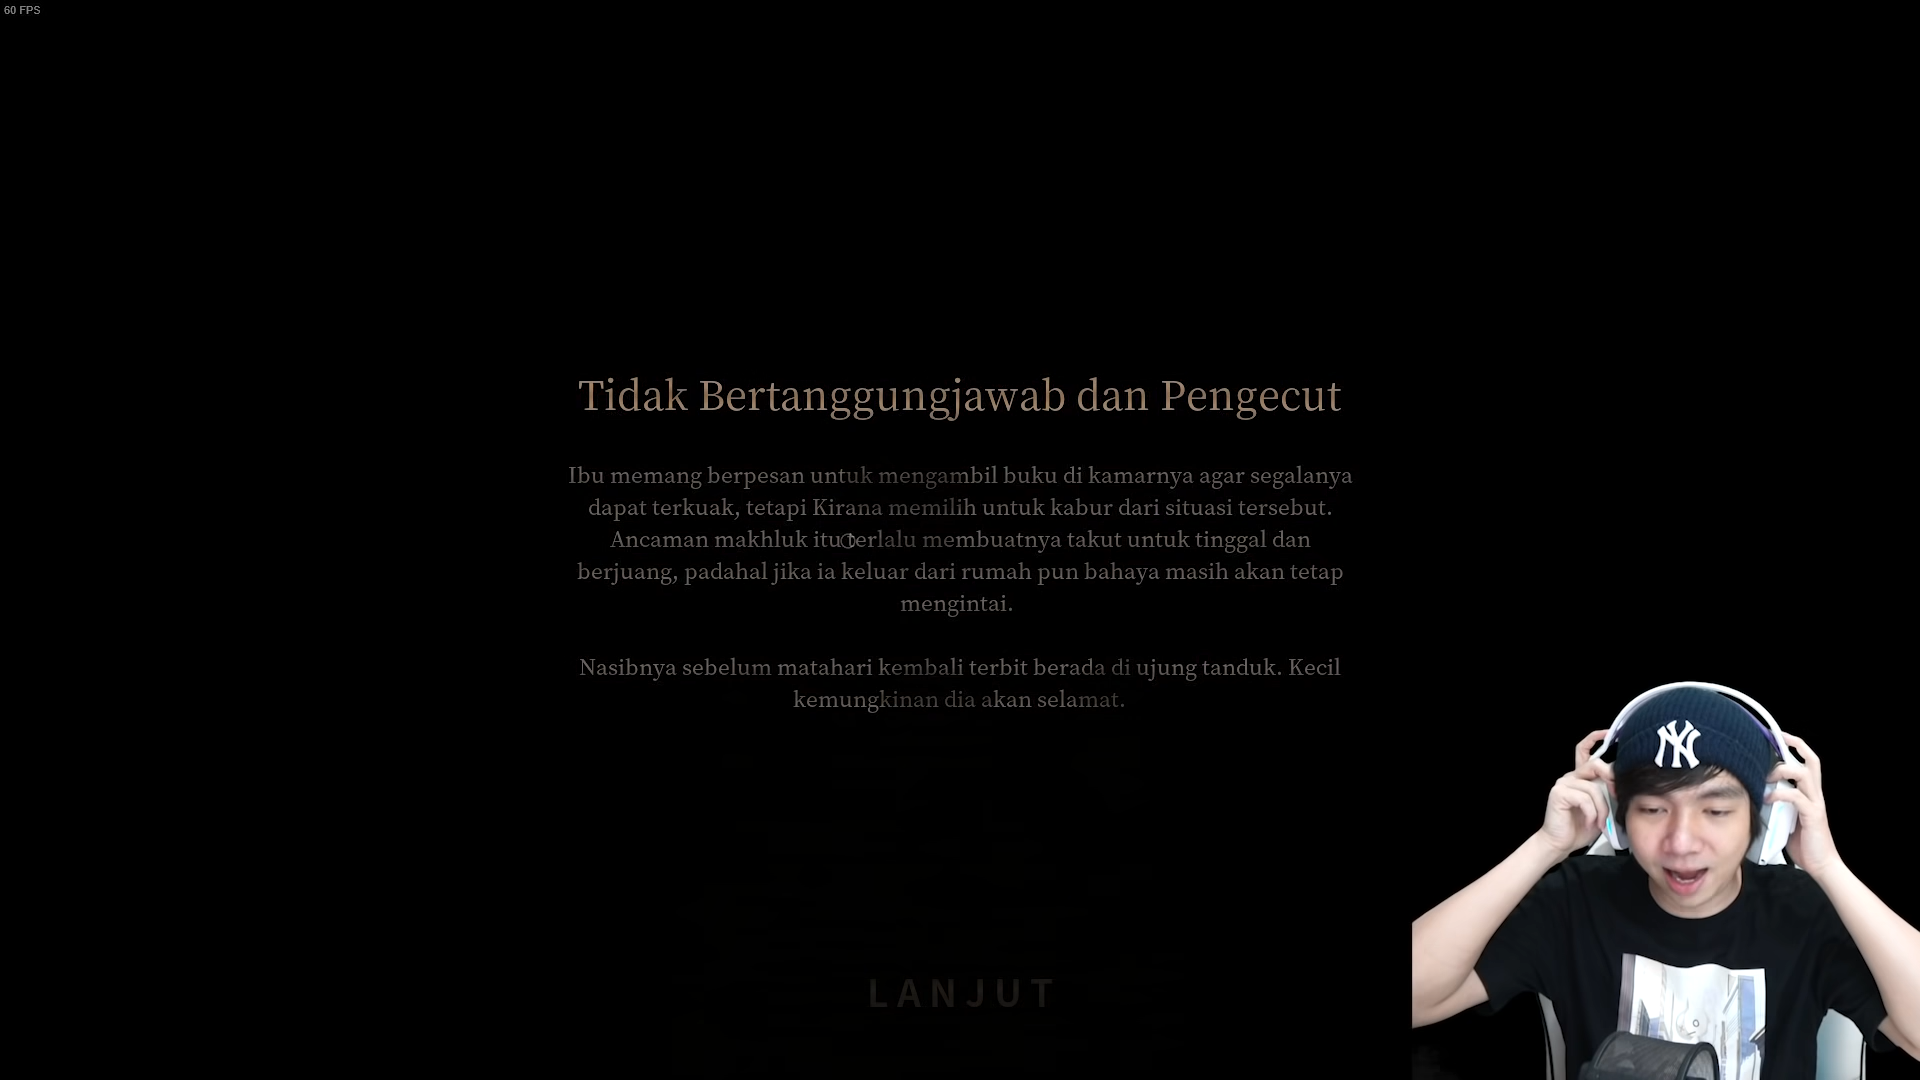 60 FPS
Tidak Bertanggungjawab dan Pengecut
Ibu memang berpesan untuk mengambil buku di kamarnya agar segalanya
dapat terkuak, tetapi Kirana memilih untuk kabur dari situasi tersebut.
Ancaman makhluk itu terlalu membuatnya takut untuk tinggal dan
berjuang, padahal jika ia keluar dari rumah pun bahaya masih akan tetap
mengintai.
Nasibnya sebelum matahari kembali terbit berada di ujung tanduk. Kecil
kemungkinan dia akan selamat.
NY
LANJUT